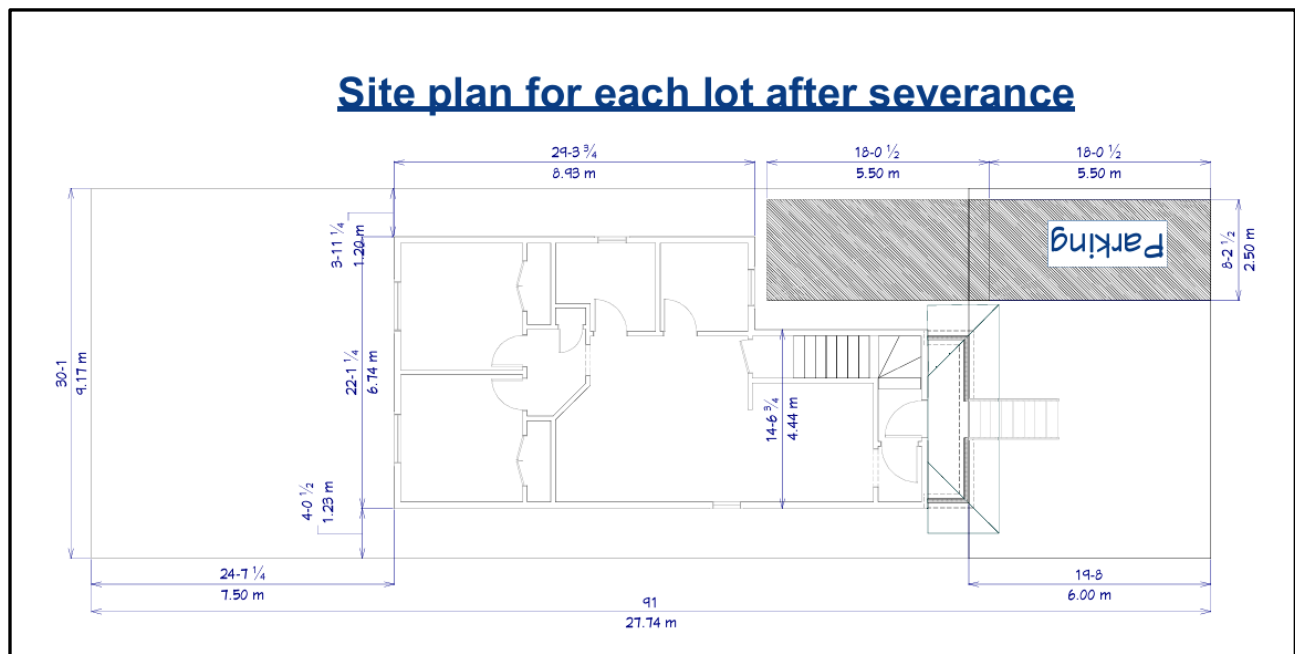 Site plan for each lot after severance
29-3 ¾
8.93 m
18-0 ½
5.50 m
18-0 ½
5.50 m
3-11 ¼
1.20 m
Parking
8-2 ½
2.50 m
30-1
9.17 m
22-1 ¼
6.74 m
14-6 ¾
4.44 m
4-0 ½
1.23 m
24-7 ¼
7.50 m
19-8
6.00 m
91
27.74 m